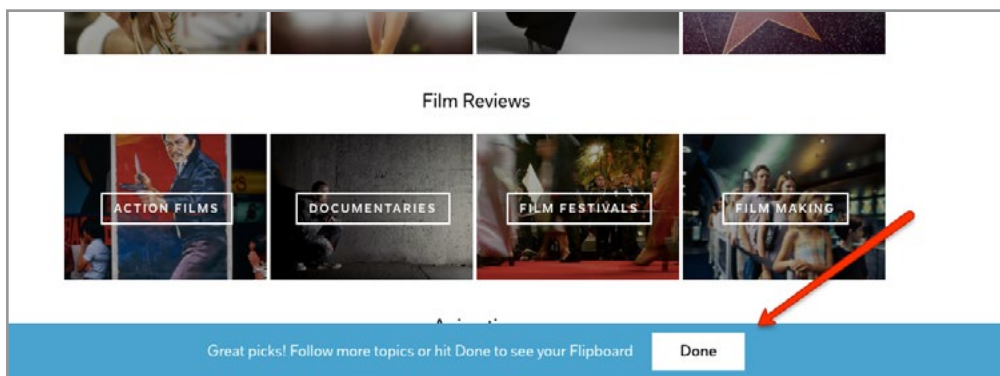 Film Reviews
ACTION FILMS
DOCUMENTARIES
FILM FESTIVALS
FILM MAKING
Great picks! Follow more topics or hit Done to see your Flipboard
Done